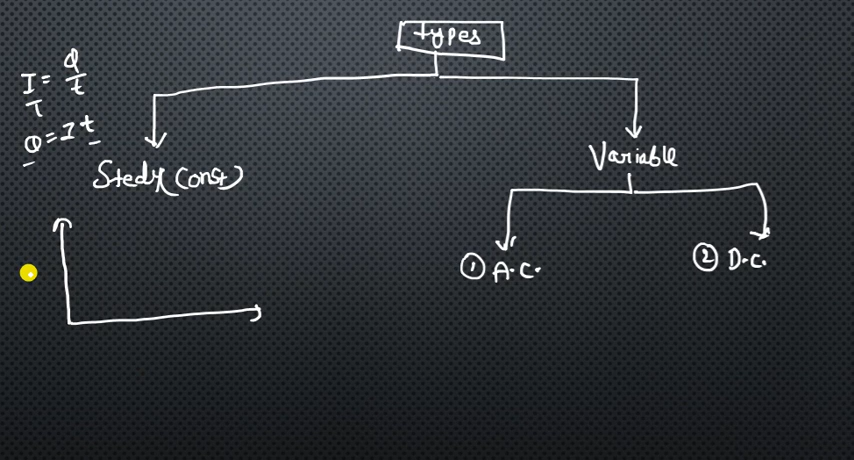 Types
I = Q/t
Q = It
Stedy (const)
Variable
① A.C.
② D.C.